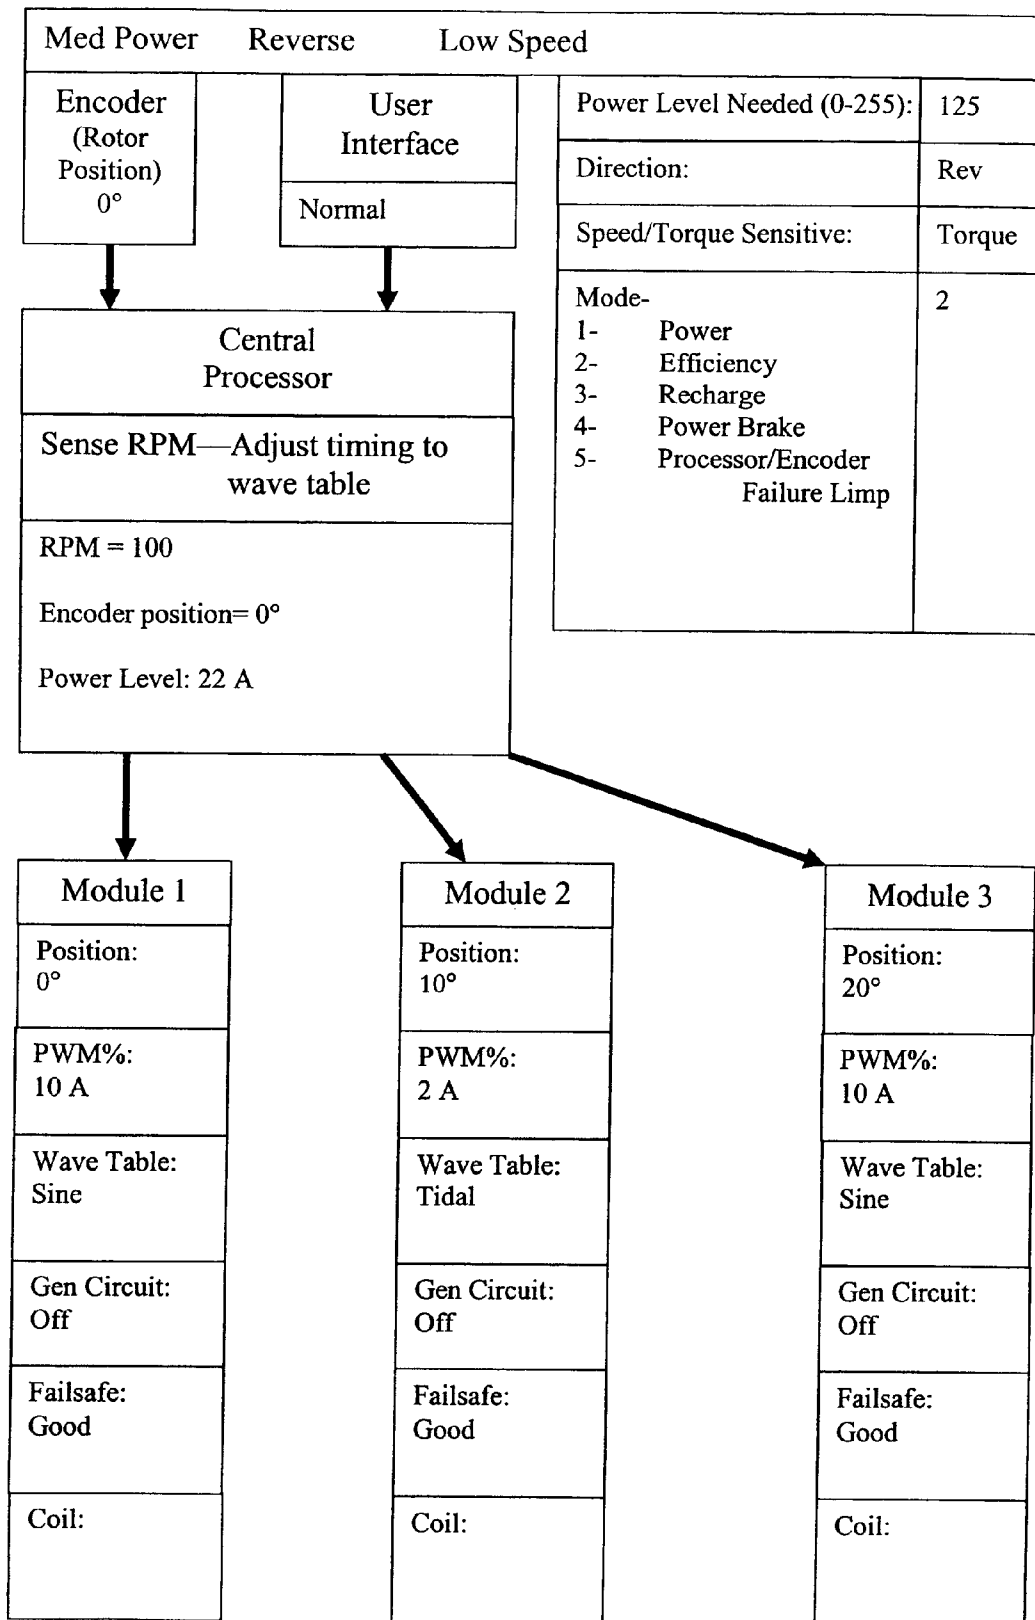 Med Power Reverse Low Speed
Encoder
(Rotor
Position)
0°
User
Interface
Normal
Power Level Needed (0-255): 125
Direction: Rev
Speed/Torque Sensitive: Torque
Mode- 2
1- Power
2- Efficiency
3- Recharge
4- Power Brake
5- Processor/Encoder
Failure Limp
Central
Processor
Sense RPM—Adjust timing to
wave table
RPM = 100
Encoder position= 0°
Power Level: 22 A
Module 1
Position:
0°
PWM%:
10 A
Wave Table:
Sine
Gen Circuit:
Off
Failsafe:
Good
Coil:
Module 2
Position:
10°
PWM%:
2 A
Wave Table:
Tidal
Gen Circuit:
Off
Failsafe:
Good
Coil:
Module 3
Position:
20°
PWM%:
10 A
Wave Table:
Sine
Gen Circuit:
Off
Failsafe:
Good
Coil: